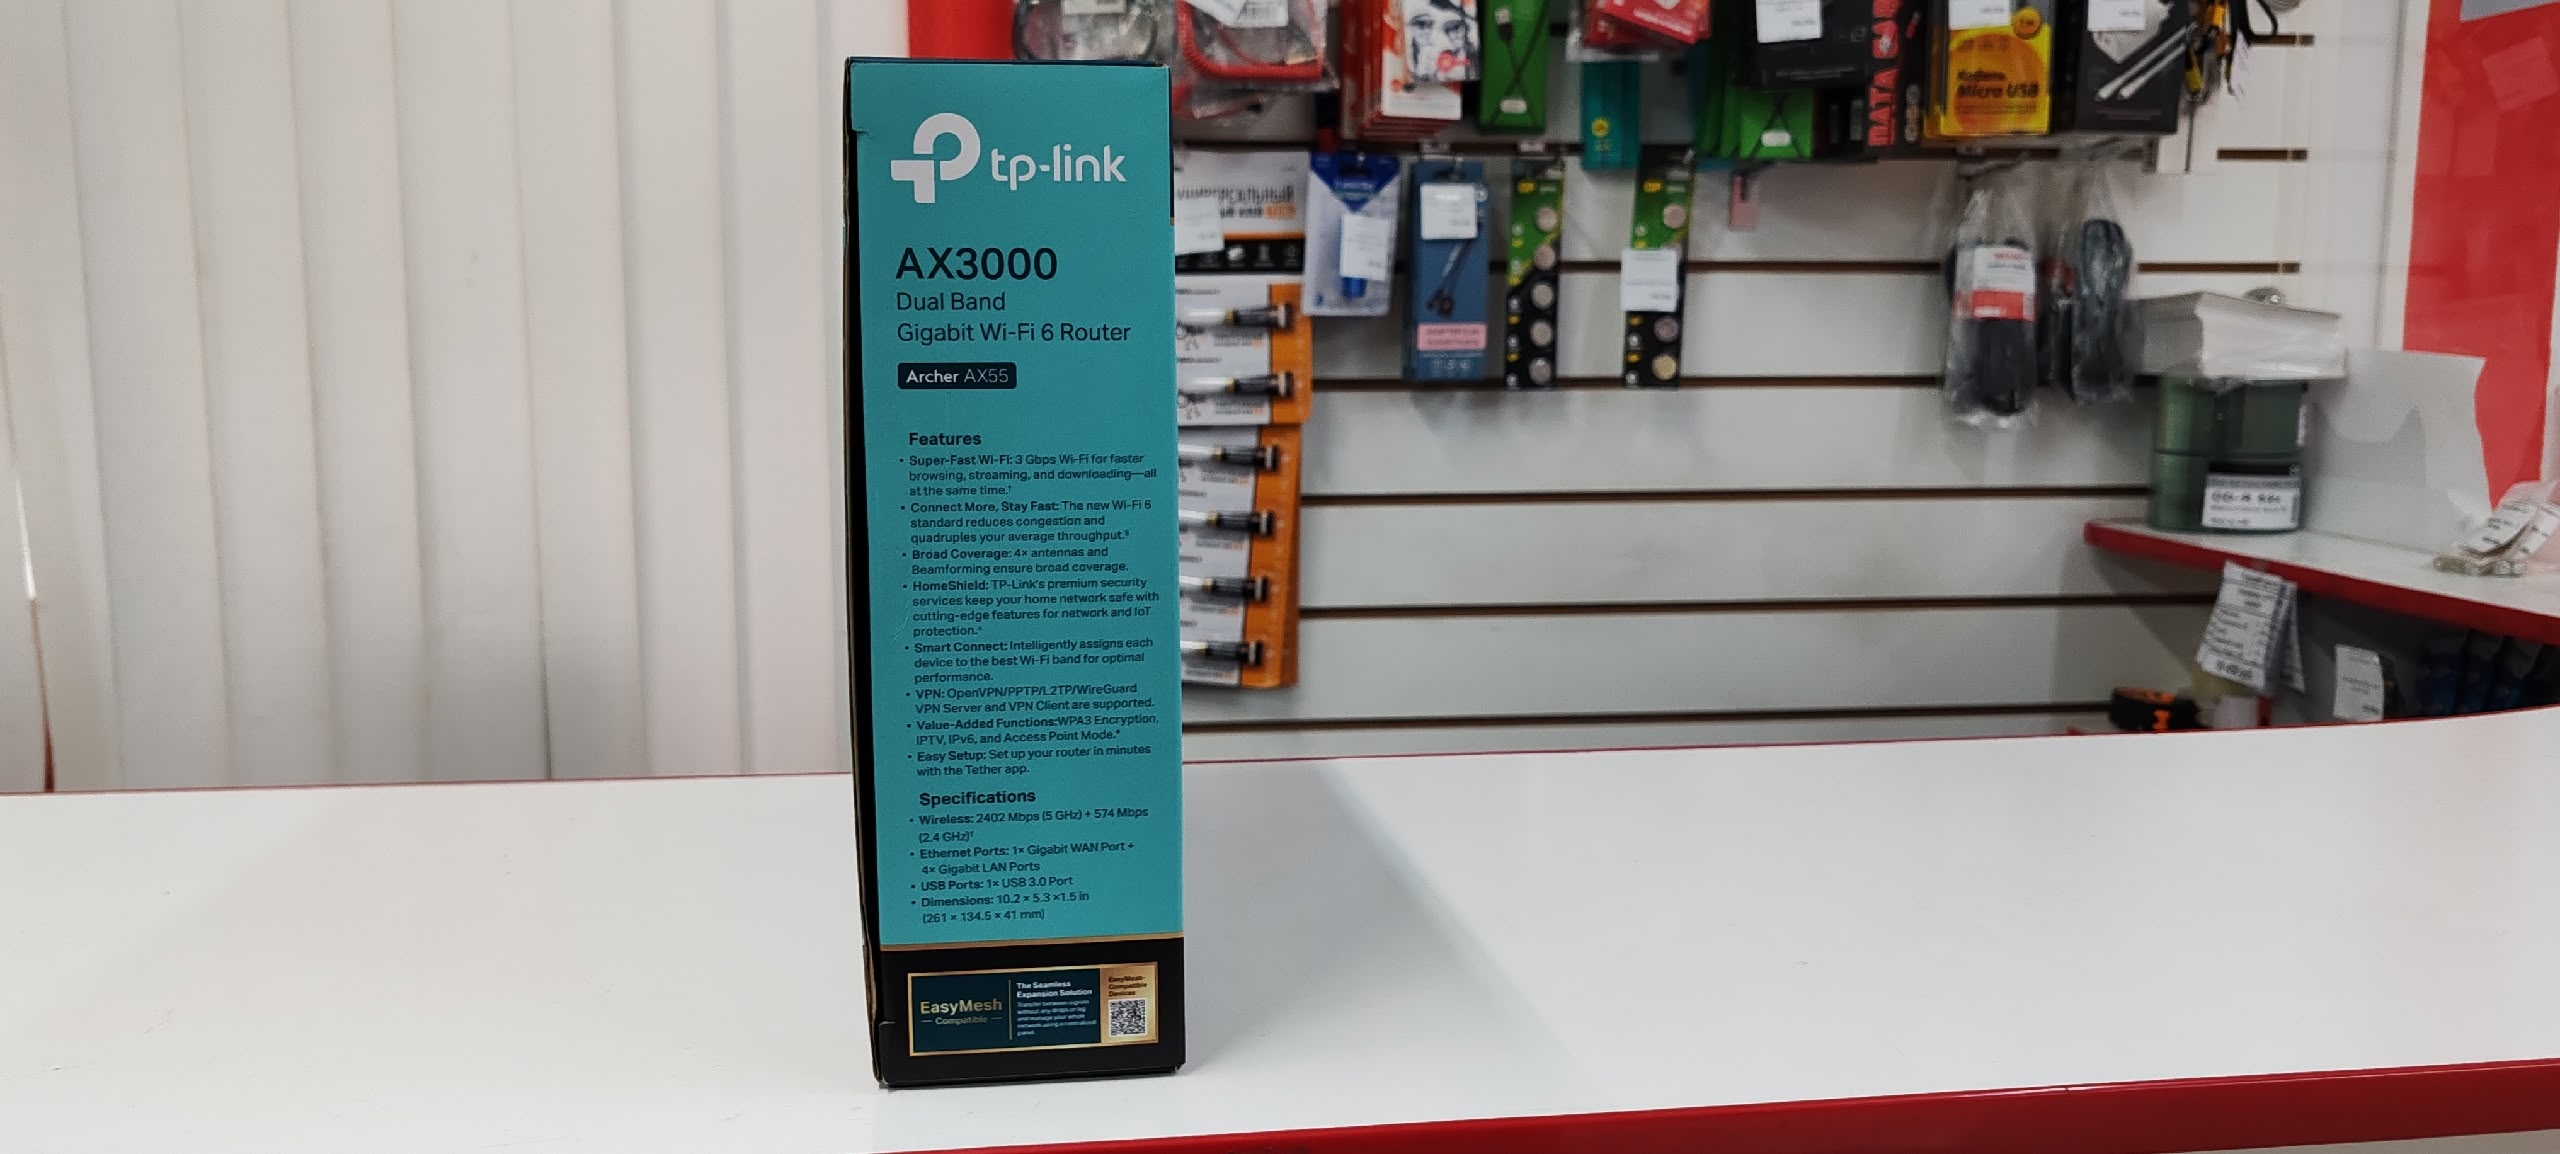 tp-link
AX3000
Dual Band
Gigabit Wi-Fi 6 Router
Archer AX55
Features
• Super-Fast Wi-Fi: 3 Gbps Wi-Fi for faster
browsing, streaming, and downloading—all
at the same time.†
• Connect More, Stay Fast: The new Wi-Fi 6
standard reduces congestion and
quadruples your average throughput.§
• Broad Coverage: 4× antennas and
Beamforming ensure broad coverage.
• HomeShield: TP-Link's premium security
services keep your home network safe with
cutting-edge features for network and IoT
protection.
• Smart Connect: Intelligently assigns each
device to the best Wi-Fi band for optimal
performance.
• VPN: OpenVPN/PPTP/L2TP/WireGuard
VPN Server and VPN Client are supported.
• Value-Added Functions:WPA3 Encryption,
IPTV, IPv6, and Access Point Mode.*
• Easy Setup: Set up your router in minutes
with the Tether app.
Specifications
• Wireless: 2402 Mbps (5 GHz) + 574 Mbps
(2.4 GHz)†
• Ethernet Ports: 1× Gigabit WAN Port +
4× Gigabit LAN Ports
• USB Ports: 1× USB 3.0 Port
• Dimensions: 10.2 × 5.3 ×1.5 in
(261 × 134.5 × 41 mm)
EasyMesh
Compatible
The Seamless
Expansion Solution
EasyMesh-
Compatible
Devices
DATA CABLE
Micro USB